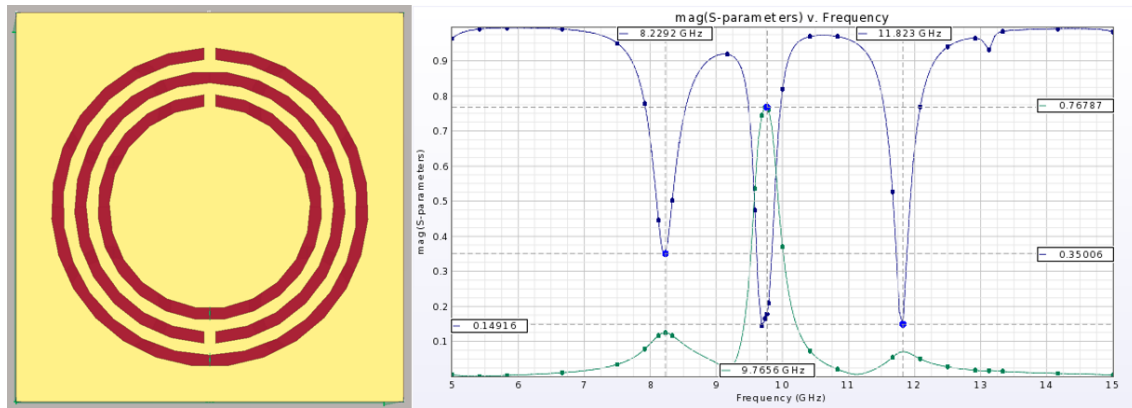 mag(S-parameters) v. Frequency
8.2292 GHz
11.823 GHz
0.9
0.8
0.76787
0.7
0.6
mag(S-parameters)
0.5
0.4
0.35006
0.3
0.2
0.14916
0.1
9.7656 GHz
5 6 7 8 9 10 11 12 13 14 15
Frequency (GHz)